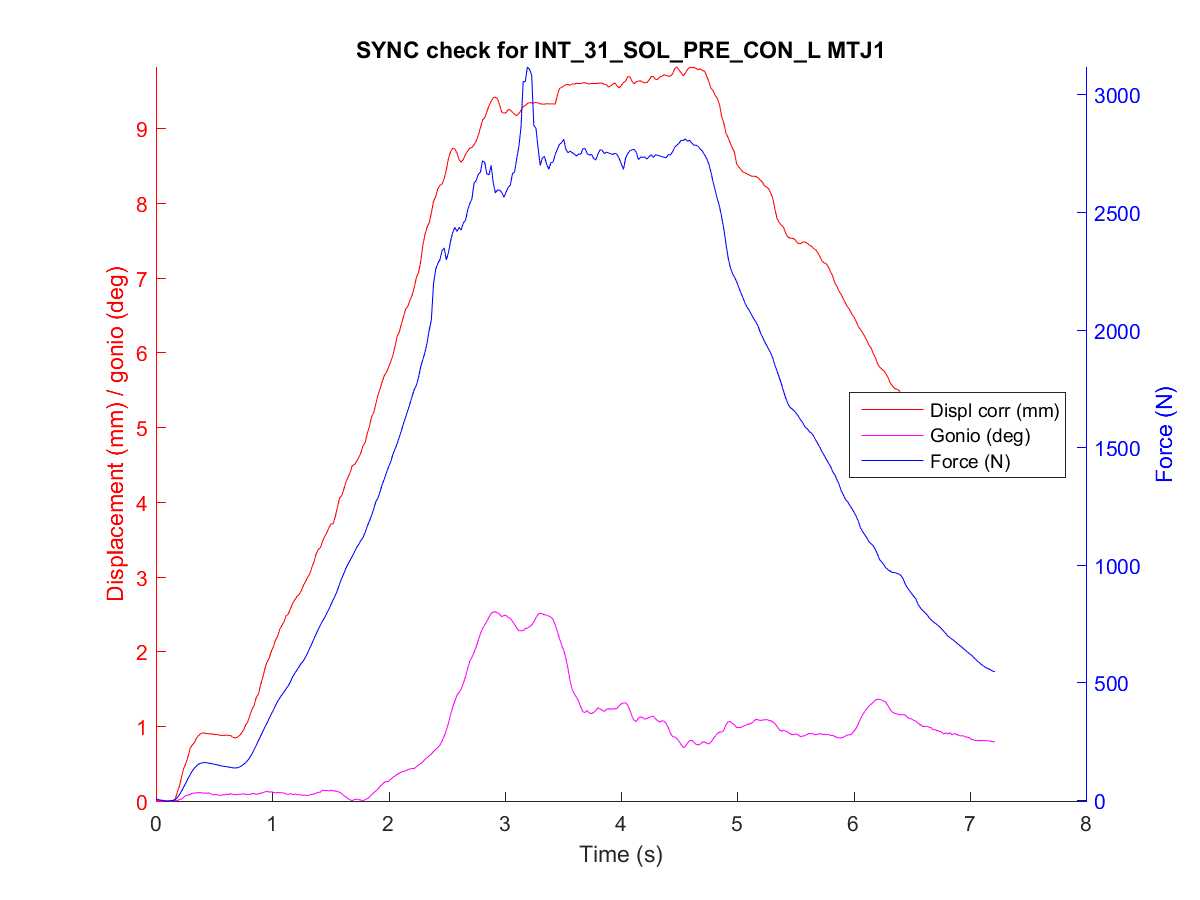 SYNC check for INT_31_SOL_PRE_CON_L MTJ1
Displacement (mm) / gonio (deg)
9
8
7
6
5
4
3
2
1
0
3000
2500
2000
1500
1000
500
0
Force (N)
Displ corr (mm)
Gonio (deg)
Force (N)
0 1 2 3 4 5 6 7 8
Time (s)